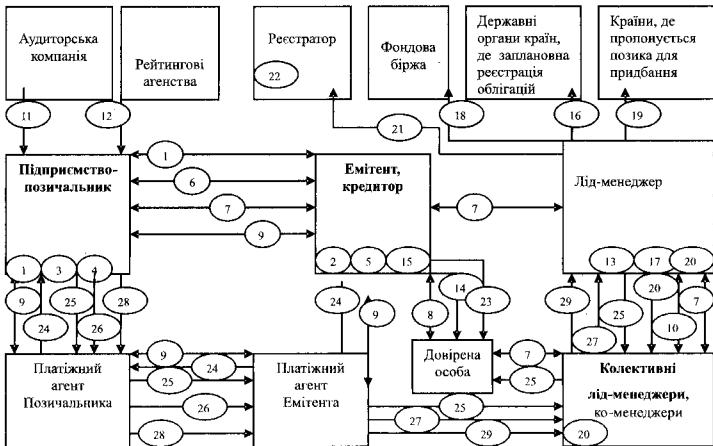 Аудиторська
компанія
Рейтингові
агенства
Реєстратор
22
Фондова
біржа
Державні
органи країн,
де запланована
реєстрація
облігацій
Країни, де
пропонується
позика для
придбання
11
12
18
16
19
21
1
6
7
9
7
Підприємство-
позичальник
Емітент,
кредитор
Лід-менеджер
1
3
4
2
5
15
13
17
20
9
24
25
26
28
24
9
8
14
23
29
27
25
20
10
7
Платіжний
агент
Позичальника
9
24
25
26
28
Платіжний
агент
Емітента
Довірена
особа
7
25
25
27
29
Колективні
лід-менеджери,
ко-менеджери
20